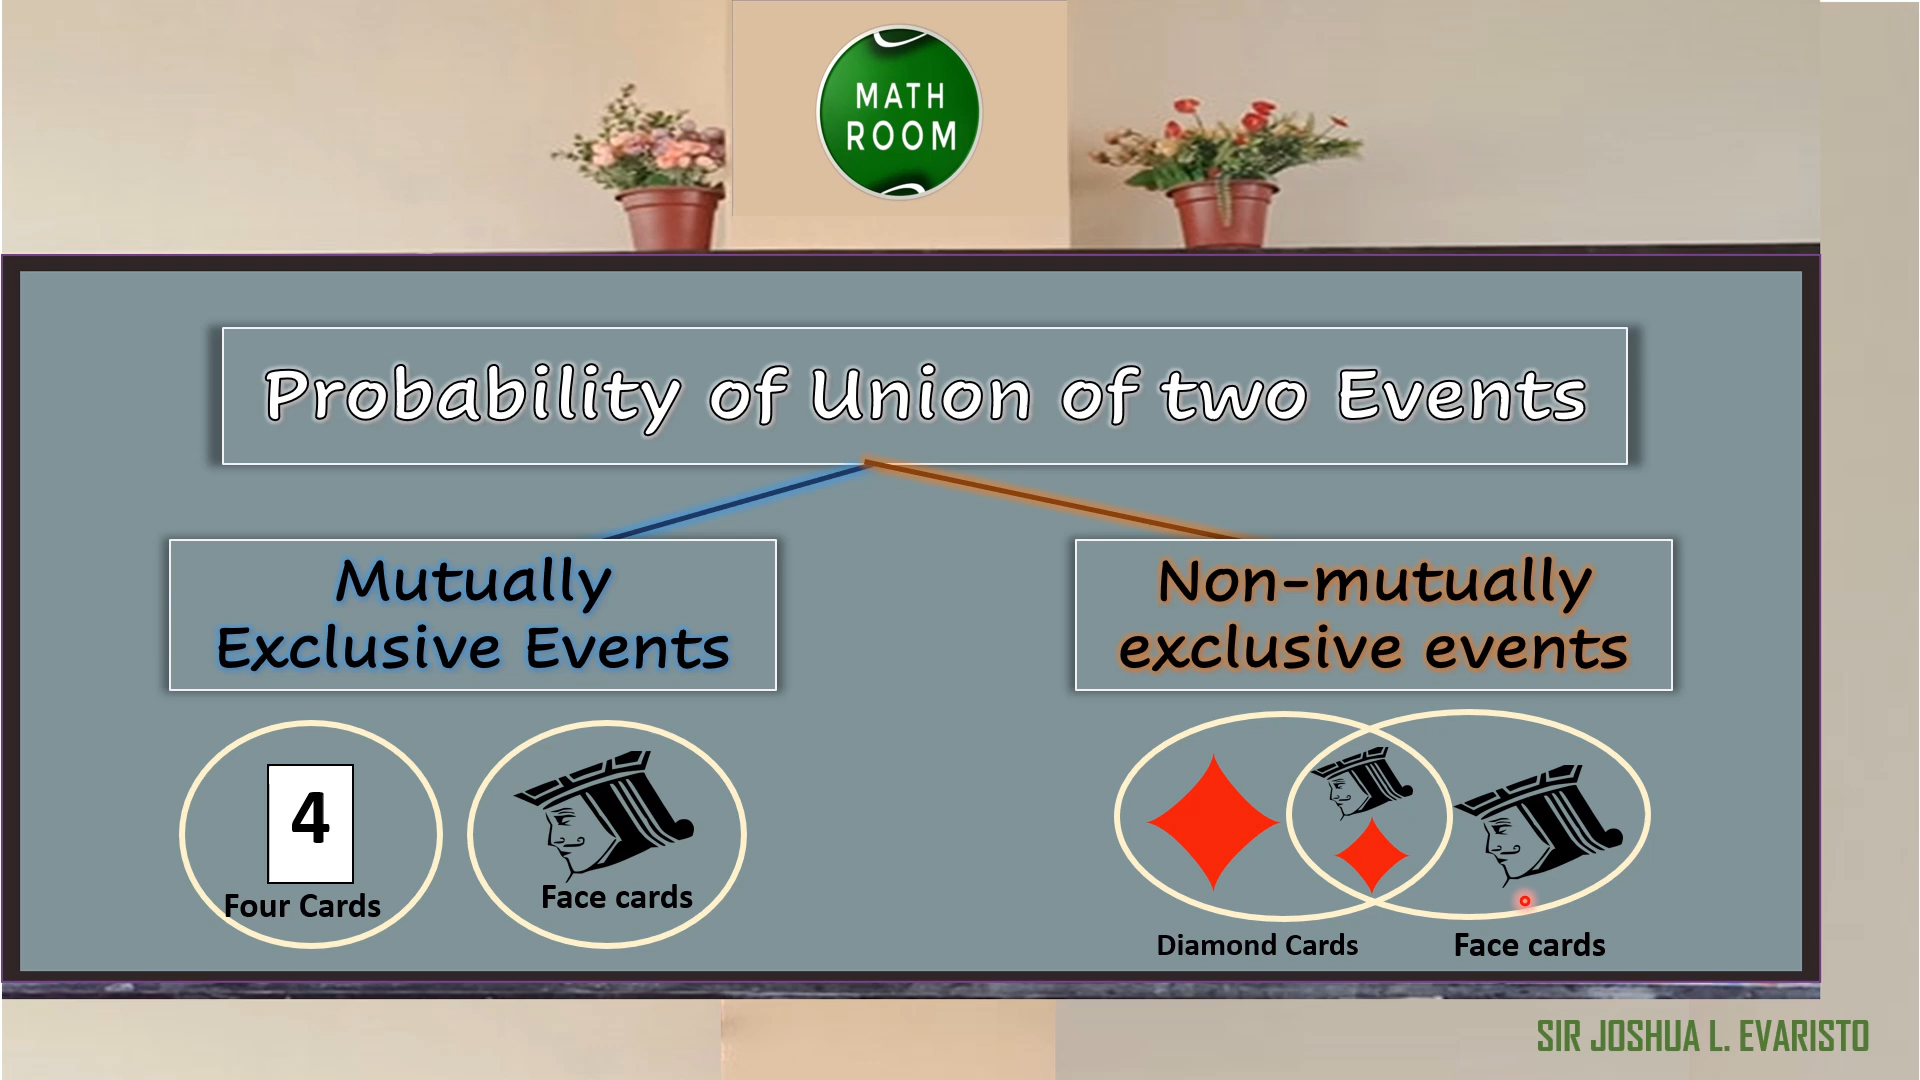 MATH
ROOM
Probability of Union of two Events
Mutually
Exclusive Events
Non-mutually
exclusive events
4
Four Cards
Face cards
Diamond Cards
Face cards
SIR JOSHUA L. EVARISTO